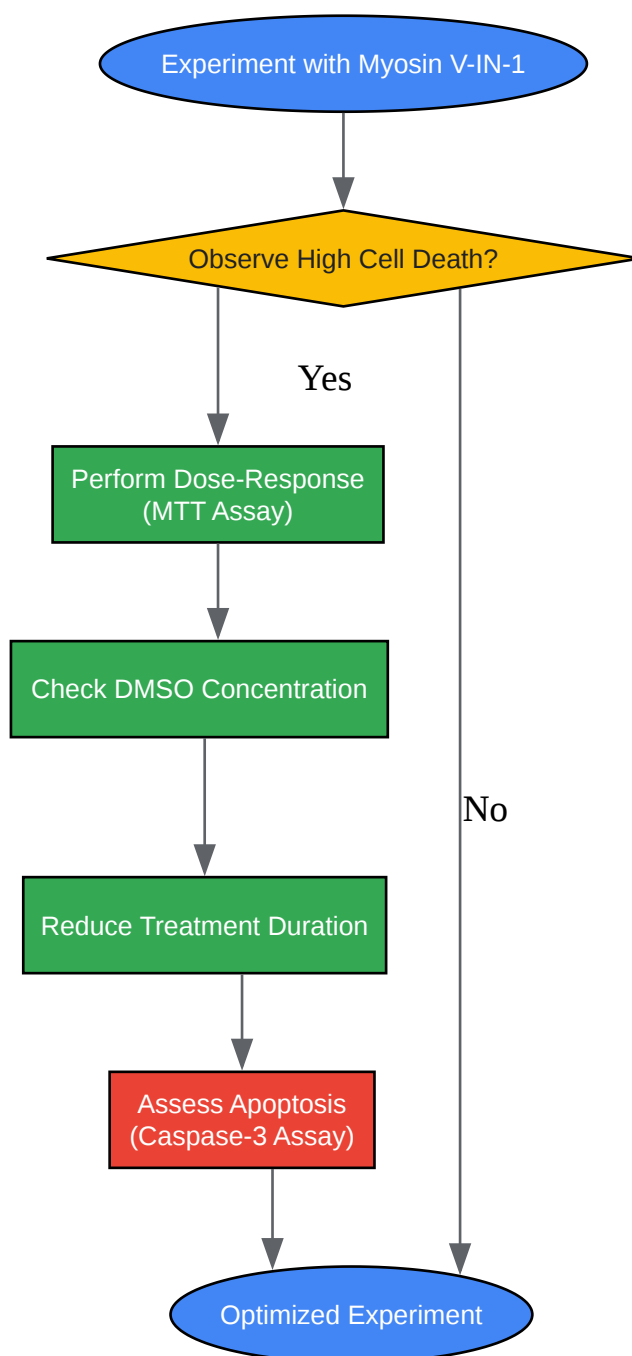 Experiment with Myosin V-IN-1
Observe High Cell Death?
Yes
Perform Dose-Response
(MTT Assay)
Check DMSO Concentration
No
Reduce Treatment Duration
Assess Apoptosis
(Caspase-3 Assay)
Optimized Experiment